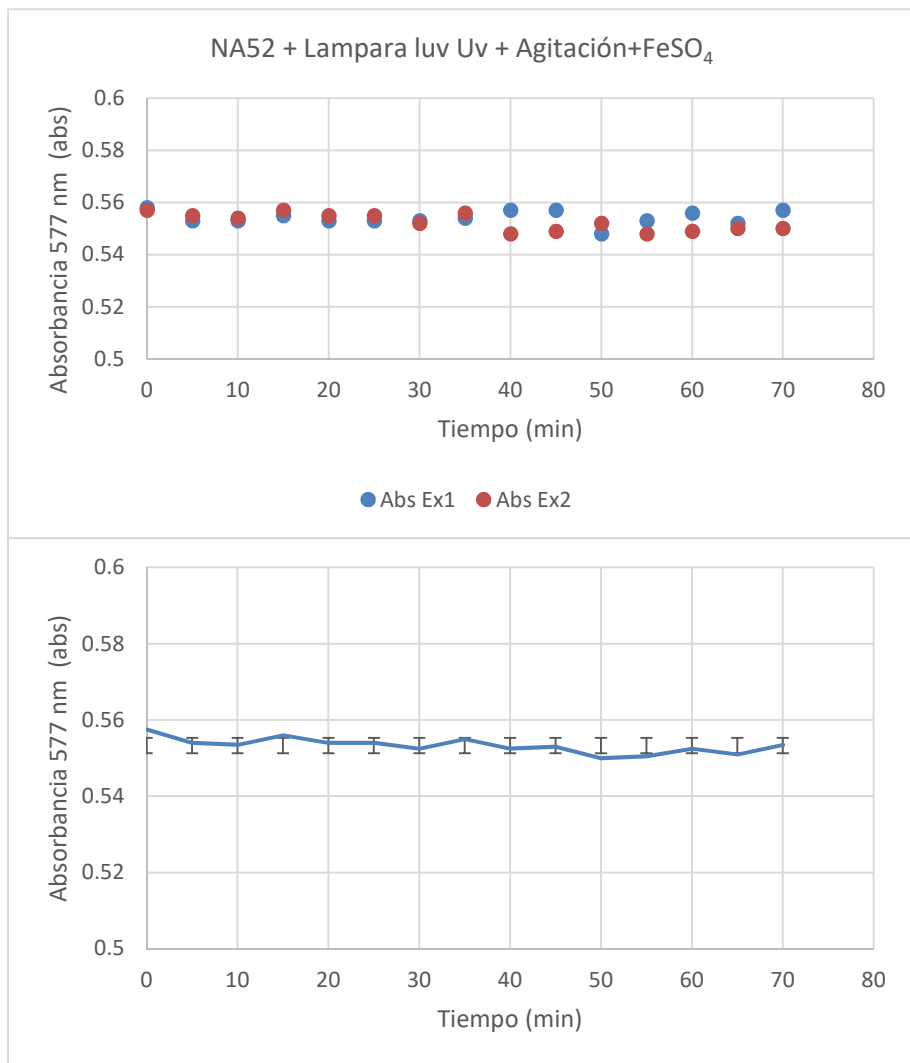 NA52 + Lampara luv Uv + Agitación+FeSO₄
Absorbancia 577 nm (abs)
0.6
0.58
0.56
0.54
0.52
0.5
0 10 20 30 40 50 60 70 80
Tiempo (min)
Abs Ex1 Abs Ex2
Absorbancia 577 nm (abs)
0.6
0.58
0.56
0.54
0.52
0.5
0 10 20 30 40 50 60 70 80
Tiempo (min)